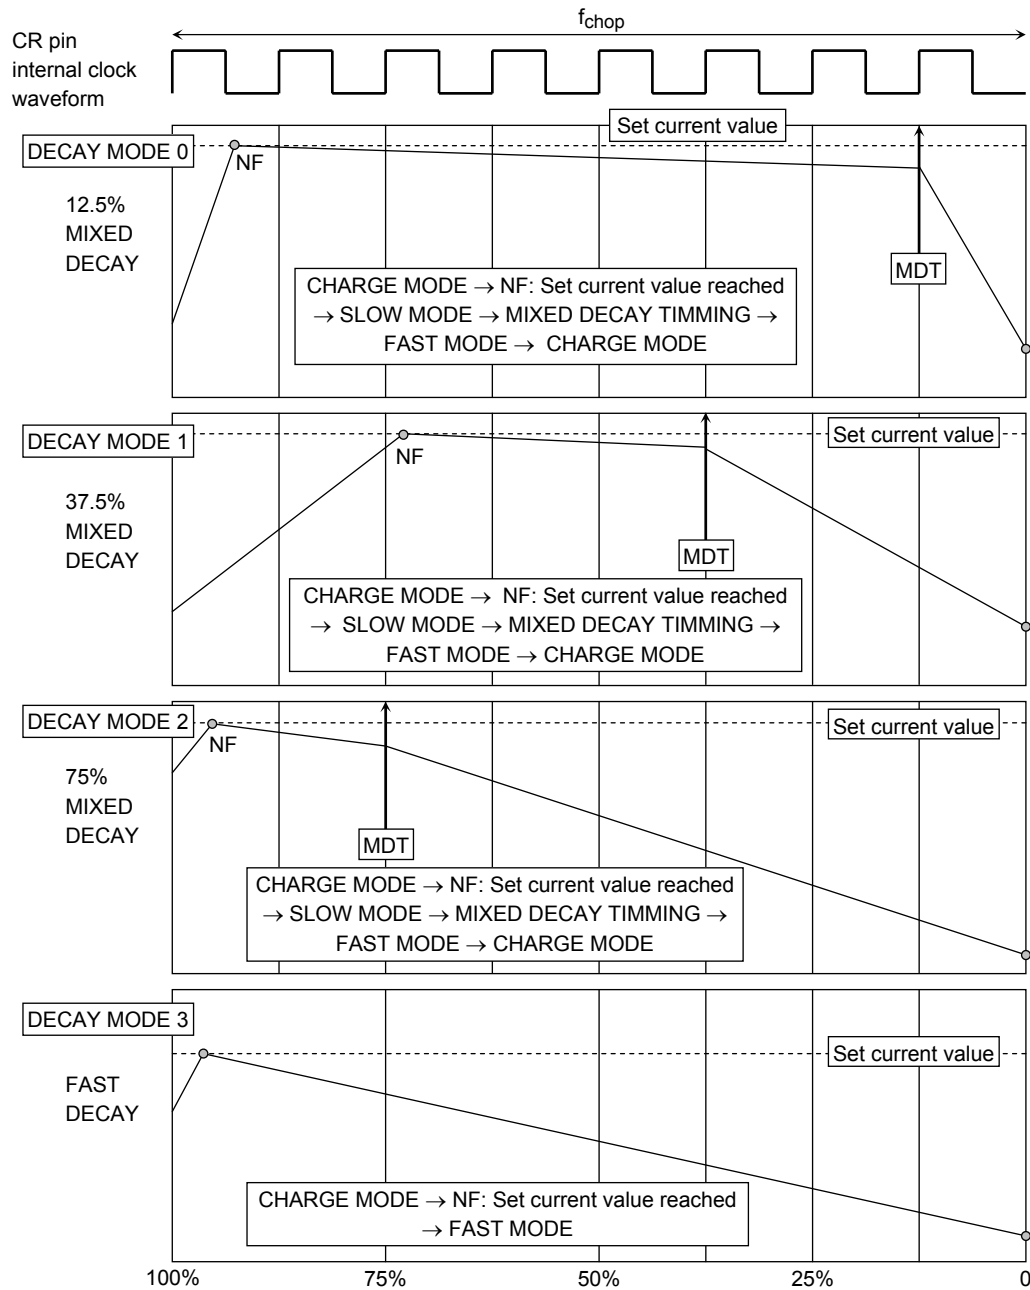 fchop
CR pin
internal clock
waveform
Set current value
DECAY MODE 0
NF
12.5%
MIXED
DECAY
MDT
CHARGE MODE → NF: Set current value reached
→ SLOW MODE → MIXED DECAY TIMMING →
FAST MODE → CHARGE MODE
DECAY MODE 1
Set current value
NF
37.5%
MIXED
DECAY
MDT
CHARGE MODE → NF: Set current value reached
→ SLOW MODE → MIXED DECAY TIMMING →
FAST MODE → CHARGE MODE
DECAY MODE 2
Set current value
NF
75%
MIXED
DECAY
MDT
CHARGE MODE → NF: Set current value reached
→ SLOW MODE → MIXED DECAY TIMMING →
FAST MODE → CHARGE MODE
DECAY MODE 3
Set current value
FAST
DECAY
CHARGE MODE → NF: Set current value reached
→ FAST MODE
100% 75% 50% 25% 0